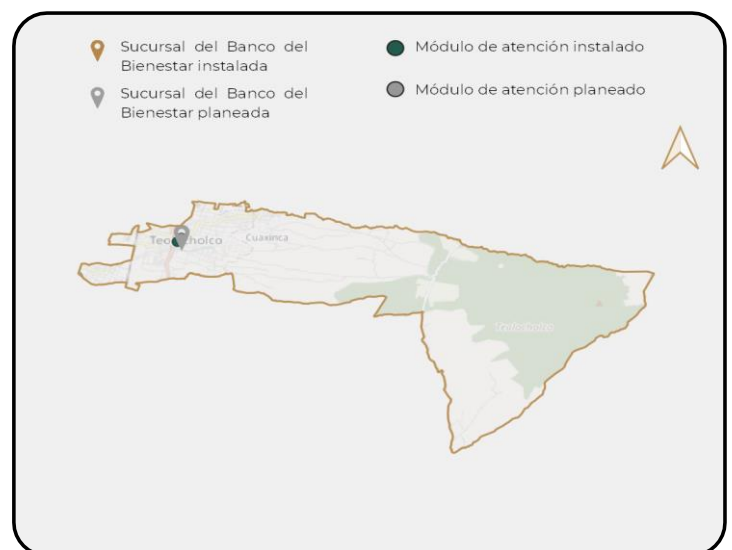 Sucursal del Banco del
Bienestar instalada
Sucursal del Banco del
Bienestar planeada
Módulo de atención instalado
Módulo de atención planeado
Cuaxinca
Teolocholco